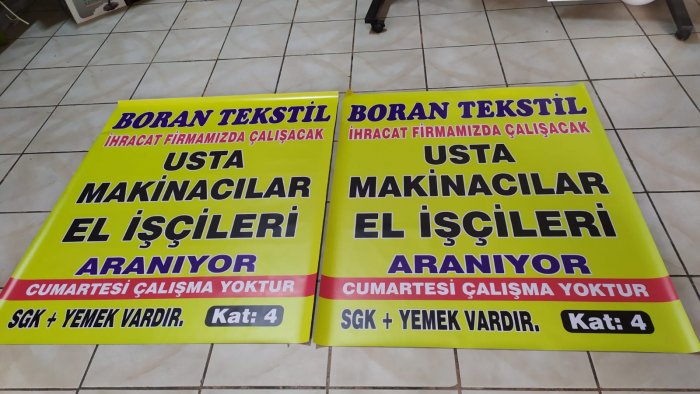 BORAN TEKSTİL
İHRACAT FİRMAMIZDA ÇALIŞACAK
USTA
MAKİNACILAR
EL İŞÇİLERİ
ARANIYOR
CUMARTESİ ÇALIŞMA YOKTUR
SGK + YEMEK VARDIR. Kat: 4
BORAN TEKSTİL
İHRACAT FİRMAMIZDA ÇALIŞACAK
USTA
MAKİNACILAR
EL İŞÇİLERİ
ARANIYOR
CUMARTESİ ÇALIŞMA YOKTUR
SGK + YEMEK VARDIR. Kat: 4